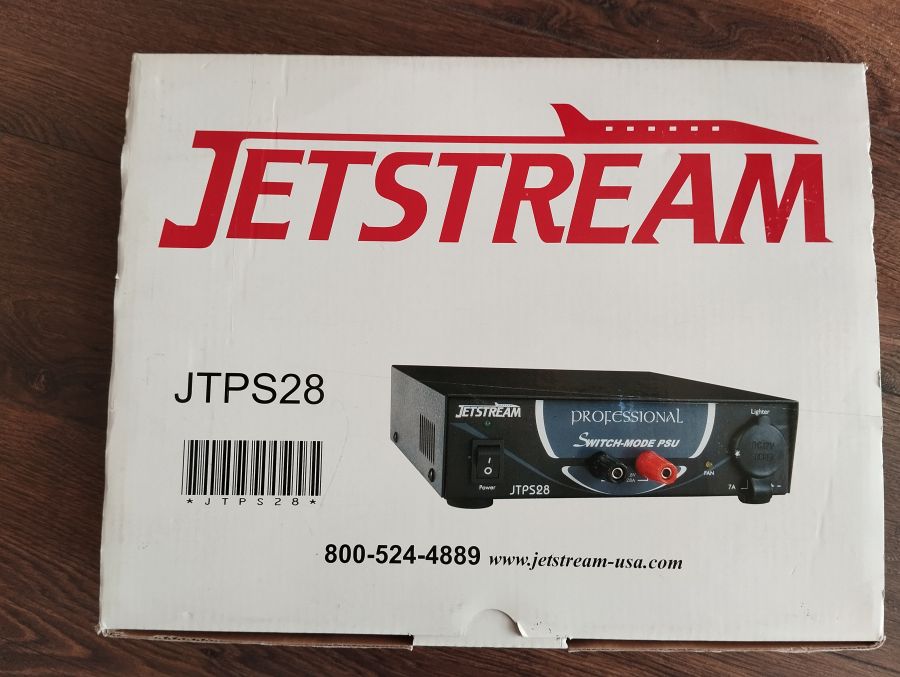 JETSTREAM
JTPS28
*JTPS28*
JETSTREAM
PROFESSIONAL
SWITCH-MODE PSU
Lighter
I
O
Power
JTPS28
FAN
7A
800-524-4889 www.jetstream-usa.com